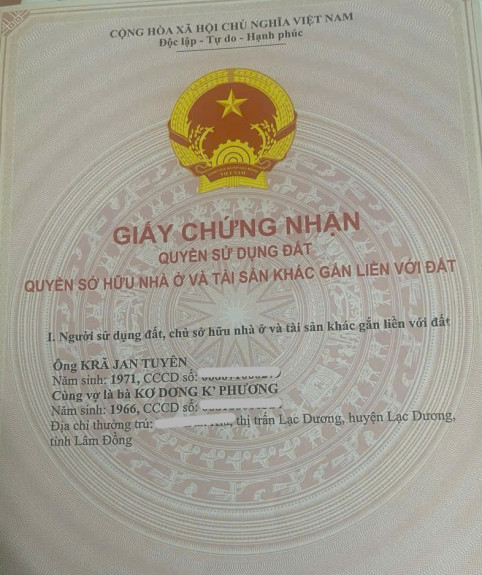 CỘNG HÒA XÃ HỘI CHỦ NGHĨA VIỆT NAM
Độc lập - Tự do - Hạnh phúc
VIỆT NAM
GIẤY CHỨNG NHẬN
QUYỀN SỬ DỤNG ĐẤT
QUYỀN SỞ HỮU NHÀ Ở VÀ TÀI SẢN KHÁC GẮN LIỀN VỚI ĐẤT
I. Người sử dụng đất, chủ sở hữu nhà ở và tài sản khác gắn liền với đất
Ông KRÃ JAN TUYÊN
Năm sinh: 1971, CCCD số:
Cùng vợ là bà KƠ DONG K' PHƯƠNG
Năm sinh: 1966, CCCD số:
Địa chỉ thường trú: thị trấn Lạc Dương, huyện Lạc Dương,
tỉnh Lâm Đồng